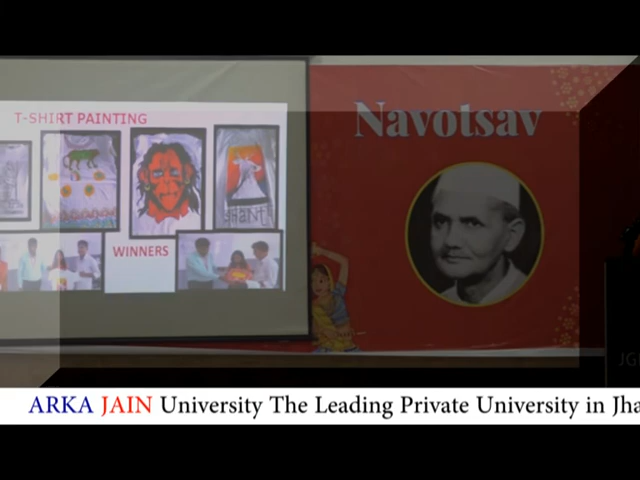 T-SHIRT PAINTING
Navotsav
WINNERS
ARKA JAIN University The Leading Private University in Jha